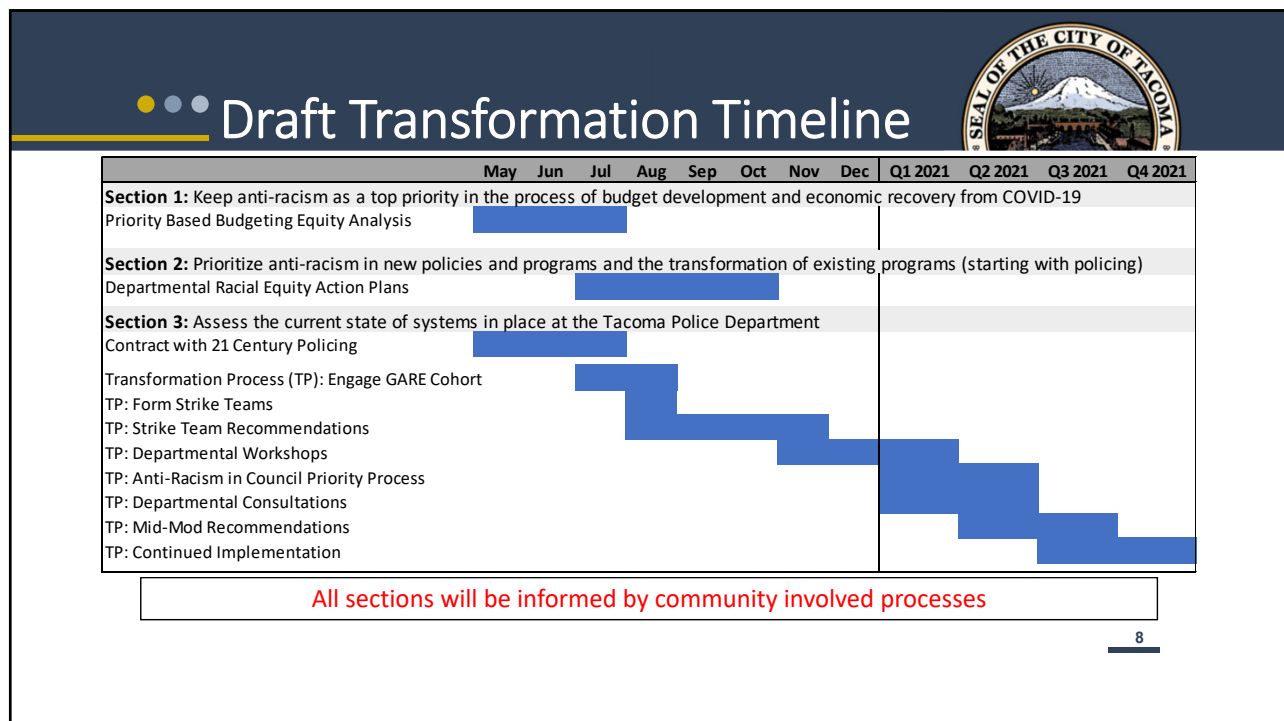 SEAL OF THE CITY OF TACOMA
Draft Transformation Timeline
May Jun Jul Aug Sep Oct Nov Dec Q1 2021 Q2 2021 Q3 2021 Q4 2021
Section 1: Keep anti-racism as a top priority in the process of budget development and economic recovery from COVID-19
Priority Based Budgeting Equity Analysis
Section 2: Prioritize anti-racism in new policies and programs and the transformation of existing programs (starting with policing)
Departmental Racial Equity Action Plans
Section 3: Assess the current state of systems in place at the Tacoma Police Department
Contract with 21 Century Policing
Transformation Process (TP): Engage GARE Cohort
TP: Form Strike Teams
TP: Strike Team Recommendations
TP: Departmental Workshops
TP: Anti-Racism in Council Priority Process
TP: Departmental Consultations
TP: Mid-Mod Recommendations
TP: Continued Implementation
All sections will be informed by community involved processes
8